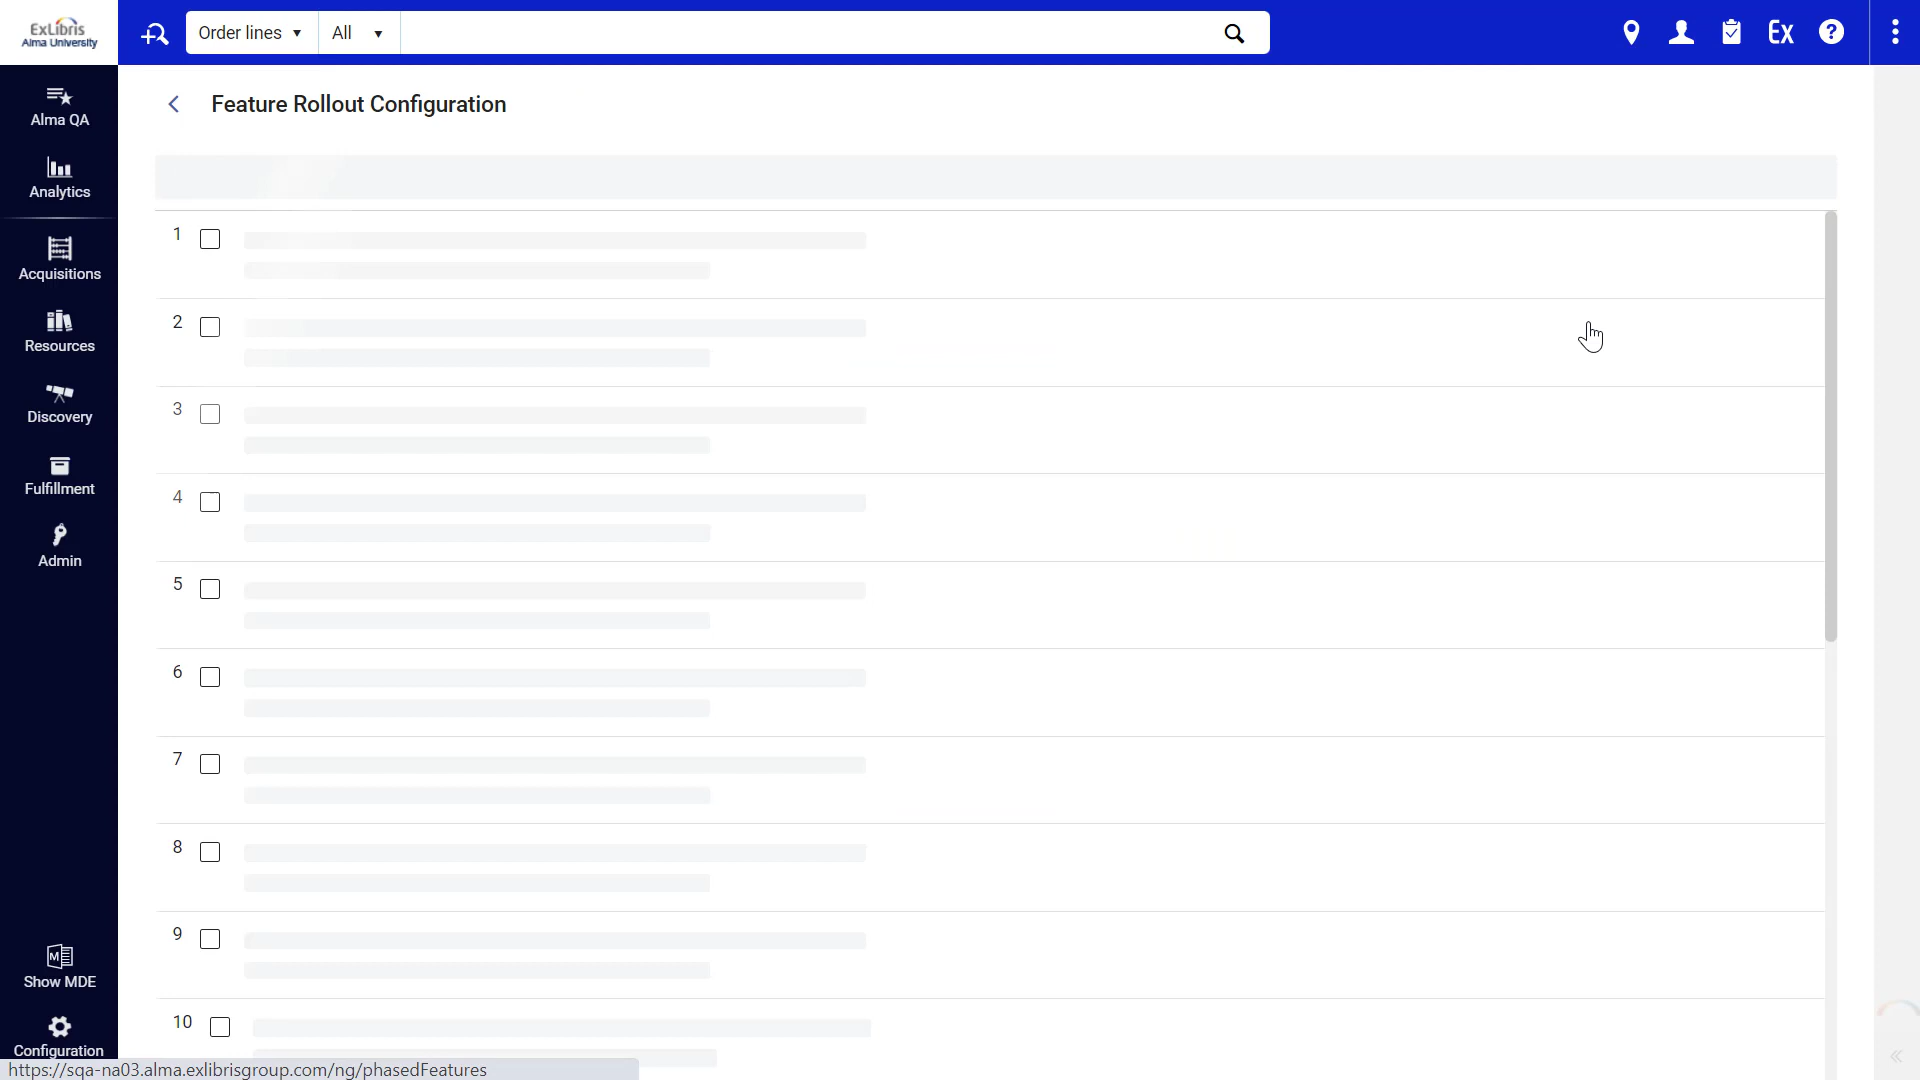 ExLibris
Alma University
Order lines
All
Ex
Alma QA
Analytics
Acquisitions
Resources
Discovery
Fulfillment
Admin
Show MDE
Configuration
Feature Rollout Configuration
1
2
3
4
5
6
7
8
9
10
https://sqa-na03.alma.exlibrisgroup.com/ng/phasedFeatures